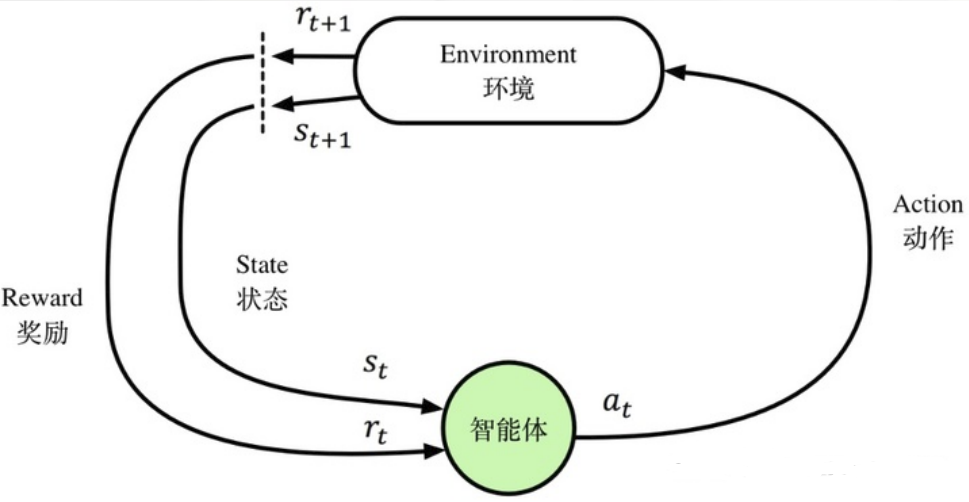 r_{t+1}
Environment
环境
s_{t+1}
Action
动作
State
状态
Reward
奖励
s_t
a_t
r_t
智能体